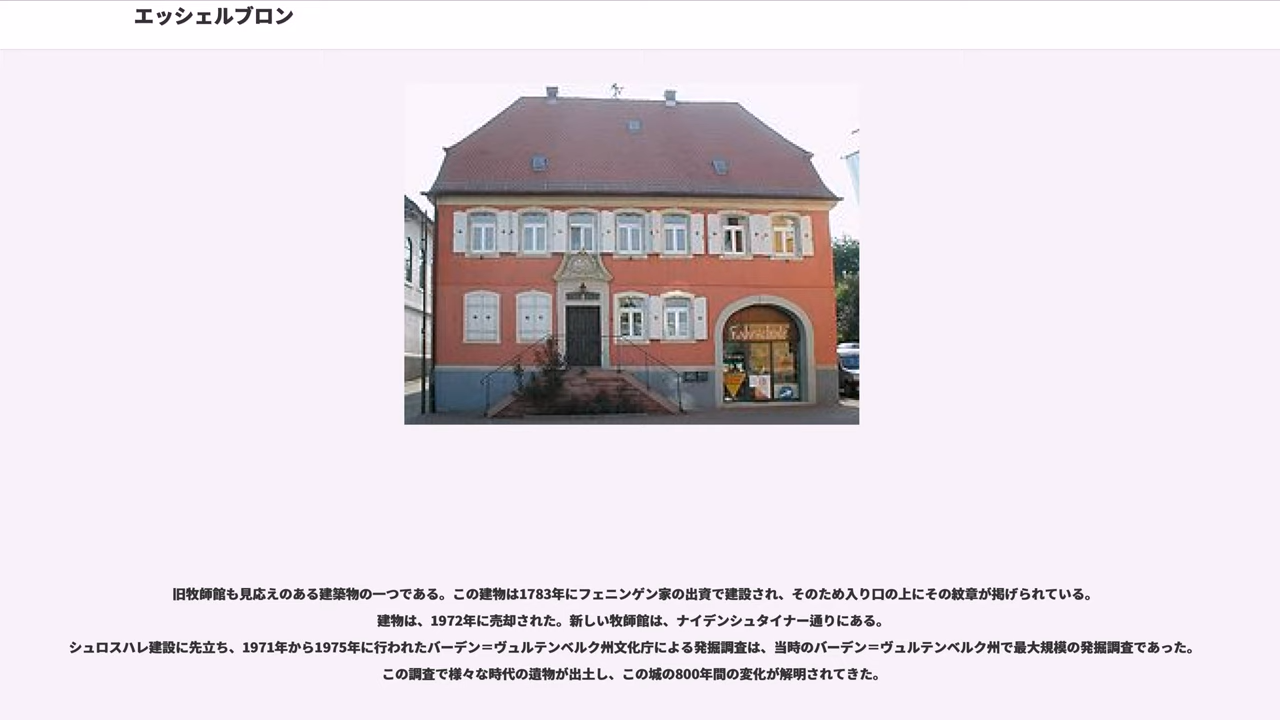 エッシェルブロン
旧牧師館も見応えのある建築物の一つである。この建物は1783年にフェニンゲン家の出資で建設され、そのため入り口の上にその紋章が掲げられている。
建物は、1972年に売却された。新しい牧師館は、ナイデンシュタイナー通りにある。
シュロスハレ建設に先立ち、1971年から1975年に行われたバーデン＝ヴュルテンベルク州文化庁による発掘調査は、当時のバーデン＝ヴュルテンベルク州で最大規模の発掘調査であった。
この調査で様々な時代の遺物が出土し、この城の800年間の変化が解明されてきた。